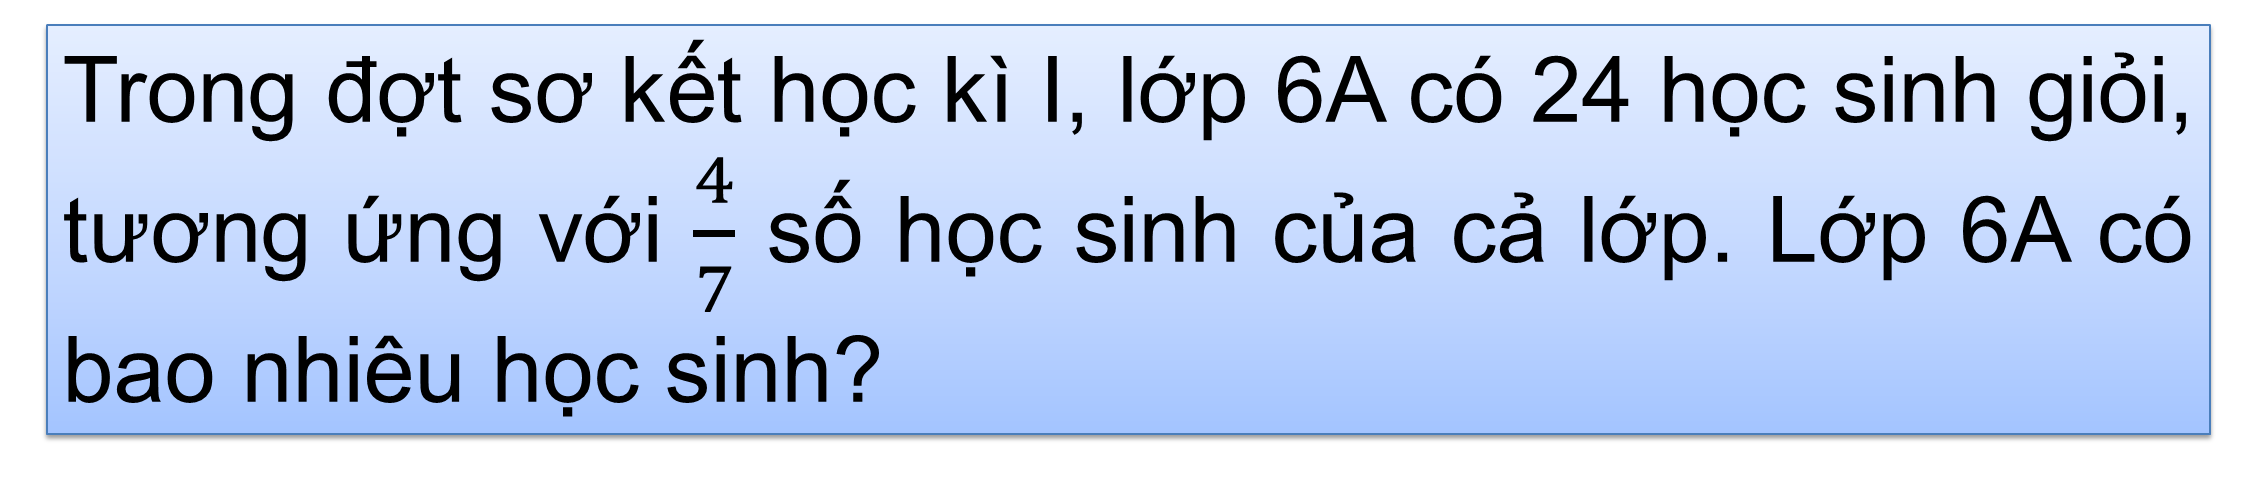 Trong đợt sơ kết học kì I, lớp 6A có 24 học sinh giỏi,
tương ứng với 4/7 số học sinh của cả lớp. Lớp 6A có
bao nhiêu học sinh?